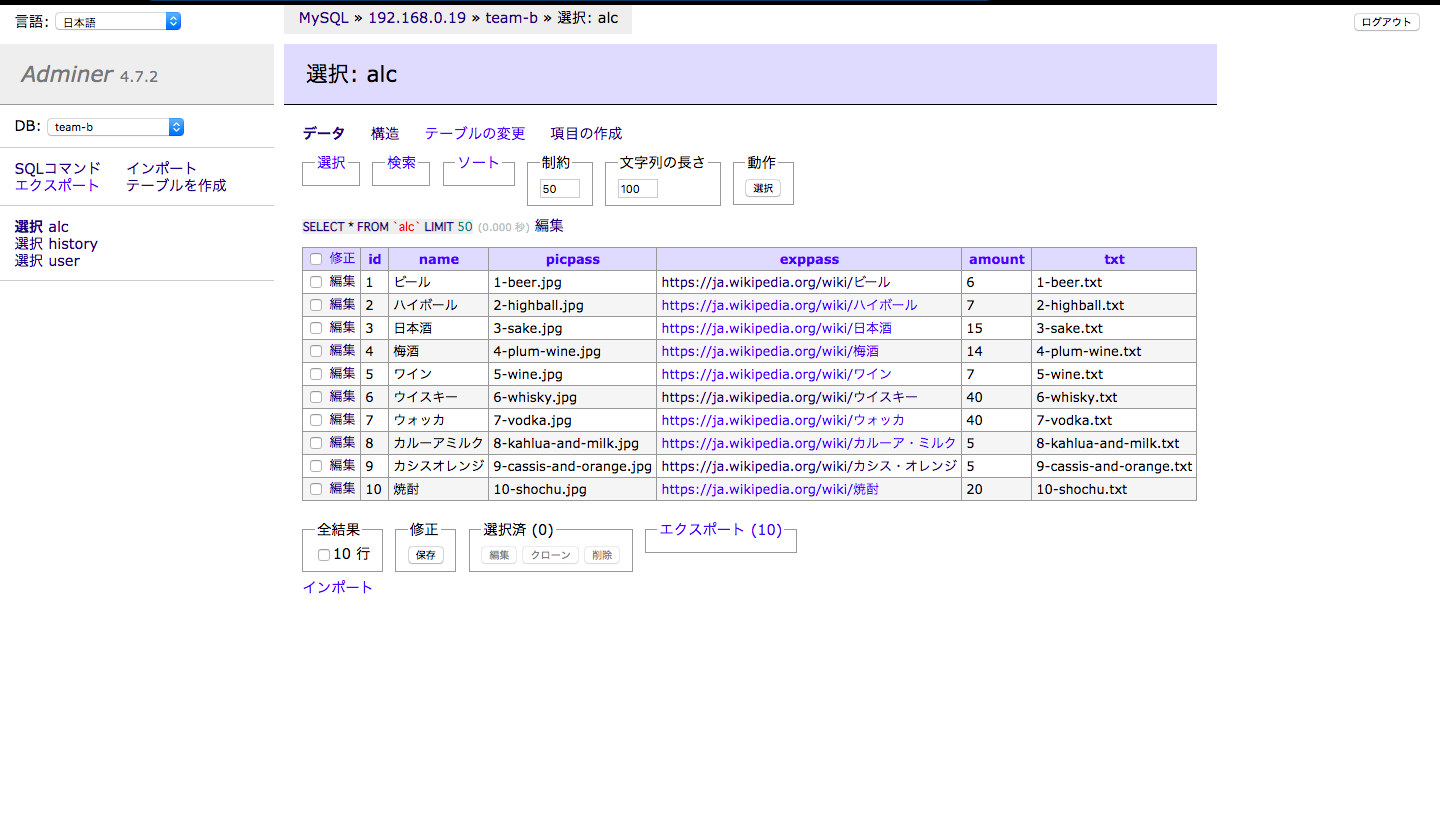 言語: 日本語
MySQL » 192.168.0.19 » team-b » 選択: alc
ログアウト
Adminer 4.7.2
選択: alc
DB: team-b
SQLコマンド インポート
エクスポート テーブルを作成
選択 alc
選択 history
選択 user
データ 構造 テーブルの変更 項目の作成
選択 検索 ソート 制約 文字列の長さ 動作
50 100 選択
SELECT * FROM `alc` LIMIT 50 (0.000 秒) 編集
修正 id name picpass exppass amount txt
編集 1 ビール 1-beer.jpg https://ja.wikipedia.org/wiki/ビール 6 1-beer.txt
編集 2 ハイボール 2-highball.jpg https://ja.wikipedia.org/wiki/ハイボール 7 2-highball.txt
編集 3 日本酒 3-sake.jpg https://ja.wikipedia.org/wiki/日本酒 15 3-sake.txt
編集 4 梅酒 4-plum-wine.jpg https://ja.wikipedia.org/wiki/梅酒 14 4-plum-wine.txt
編集 5 ワイン 5-wine.jpg https://ja.wikipedia.org/wiki/ワイン 7 5-wine.txt
編集 6 ウイスキー 6-whisky.jpg https://ja.wikipedia.org/wiki/ウイスキー 40 6-whisky.txt
編集 7 ウォッカ 7-vodka.jpg https://ja.wikipedia.org/wiki/ウォッカ 40 7-vodka.txt
編集 8 カルーアミルク 8-kahlua-and-milk.jpg https://ja.wikipedia.org/wiki/カルーア・ミルク 5 8-kahlua-and-milk.txt
編集 9 カシスオレンジ 9-cassis-and-orange.jpg https://ja.wikipedia.org/wiki/カシス・オレンジ 5 9-cassis-and-orange.txt
編集 10 焼酎 10-shochu.jpg https://ja.wikipedia.org/wiki/焼酎 20 10-shochu.txt
全結果 修正 選択済 (0) エクスポート (10)
10 行 保存 編集 クローン 削除
インポート